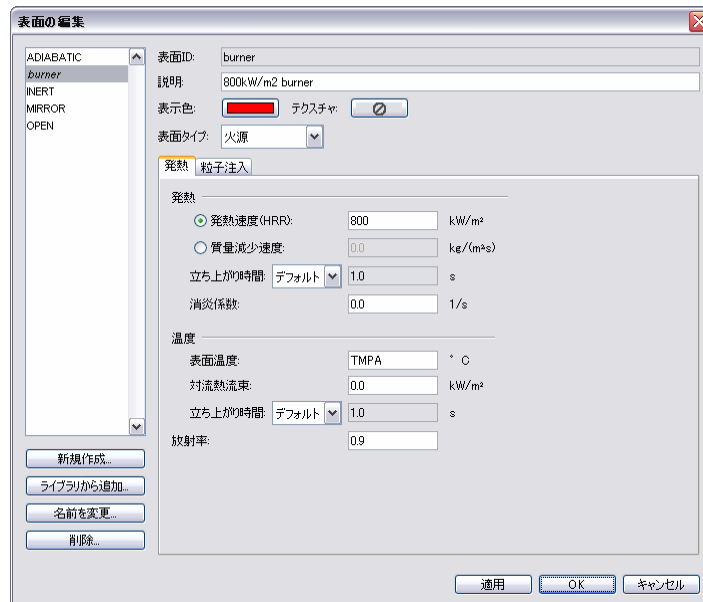 表面の編集
ADIABATIC
burner
INERT
MIRROR
OPEN
新規作成...
ライブラリから追加...
名前を変更...
削除...
表面ID: burner
説明: 800kW/m2 burner
表示色: テクスチャ:
表面タイプ: 火源
発熱 粒子注入
発熱
発熱速度(HRR): 800 kW/m²
質量減少速度: 0.0 kg/(m²s)
立ち上がり時間: デフォルト 1.0 s
消炎係数: 0.0 1/s
温度
表面温度: TMPA ° C
対流熱流束: 0.0 kW/m²
立ち上がり時間: デフォルト 1.0 s
放射率: 0.9
適用 OK キャンセル